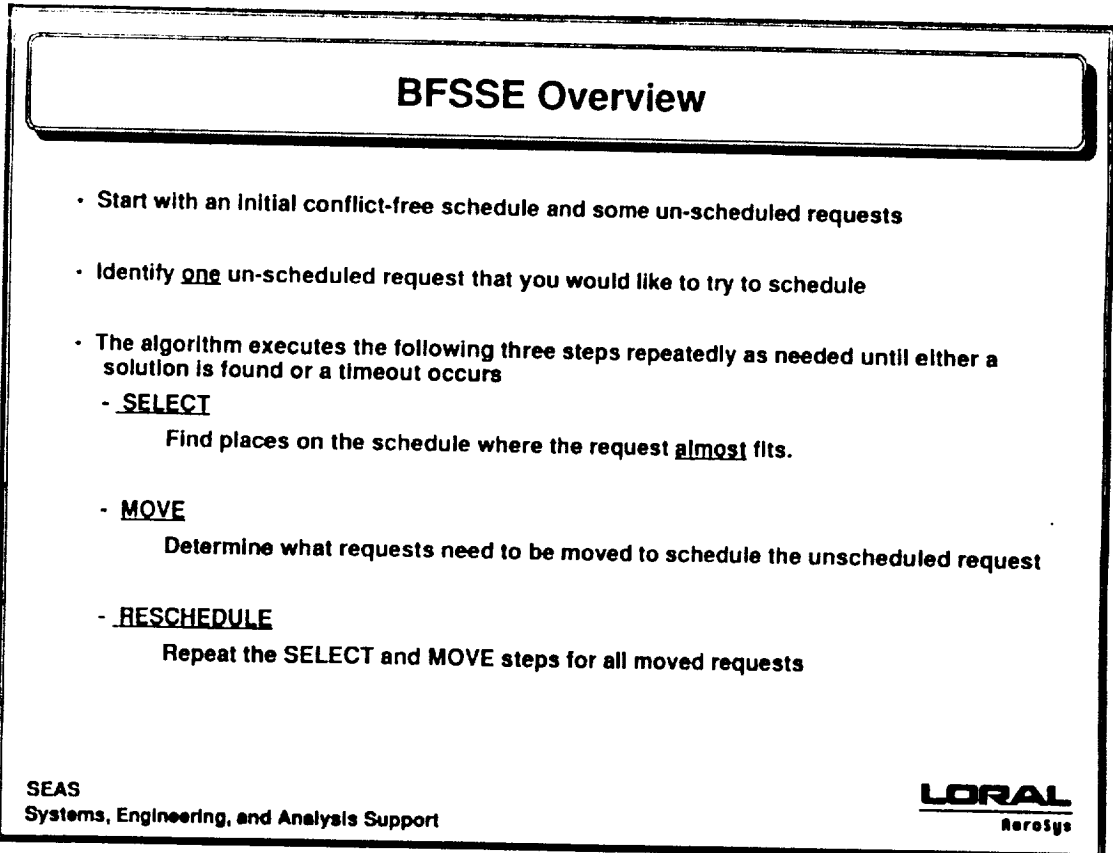 BFSSE Overview
· Start with an initial conflict-free schedule and some un-scheduled requests
· Identify one un-scheduled request that you would like to try to schedule
· The algorithm executes the following three steps repeatedly as needed until either a
solution is found or a timeout occurs
- SELECT
Find places on the schedule where the request almost fits.
- MOVE
Determine what requests need to be moved to schedule the unscheduled request
- RESCHEDULE
Repeat the SELECT and MOVE steps for all moved requests
SEAS
Systems, Engineering, and Analysis Support
LORAL
AeroSys